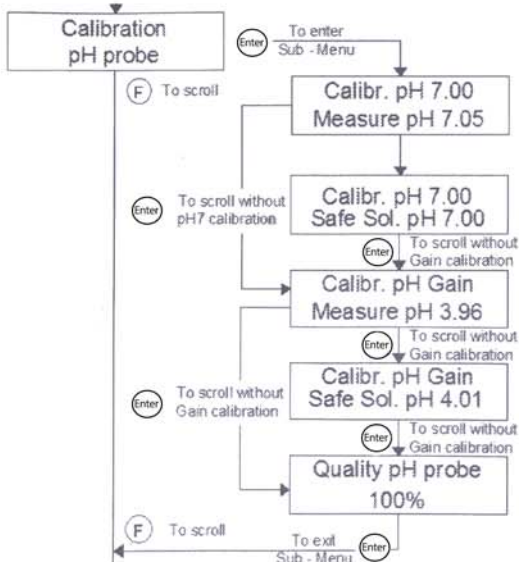 Calibration
pH probe
Enter
To enter
Sub - Menu
F
To scroll
Calibr. pH 7.00
Measure pH 7.05
Enter
To scroll without
pH7 calibration
Calibr. pH 7.00
Safe Sol. pH 7.00
Enter
To scroll without
Gain calibration
Calibr. pH Gain
Measure pH 3.96
Enter
To scroll without
Gain calibration
Enter
To scroll without
Gain calibration
Calibr. pH Gain
Safe Sol. pH 4.01
Enter
To scroll without
Gain calibration
Quality pH probe
100%
F
To scroll
To exit
Sub - Menu
Enter